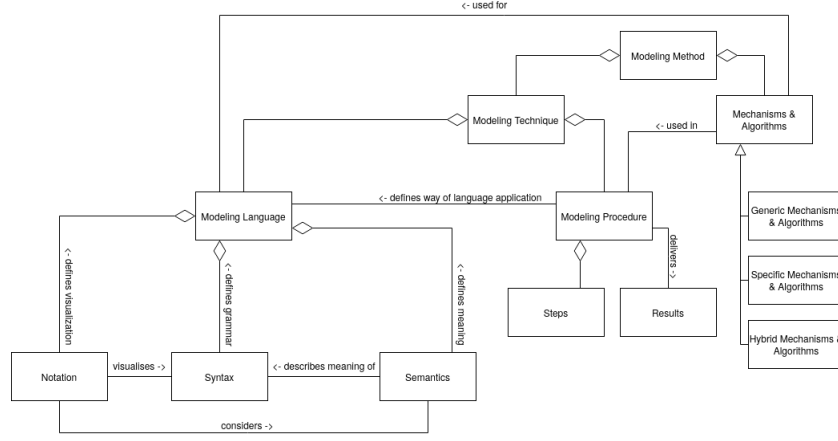 <- used for
Modeling Method
Modeling Technique
Mechanisms &
Algorithms
<- used in
Modeling Language
<- defines way of language application
Modeling Procedure
Generic Mechanisms
& Algorithms
<- defines visualization
<- defines grammar
<- defines meaning
delivers ->
Specific Mechanisms
& Algorithms
Steps
Results
Hybrid Mechanisms &
Algorithms
Notation
visualises ->
Syntax
<- describes meaning of
Semantics
considers ->